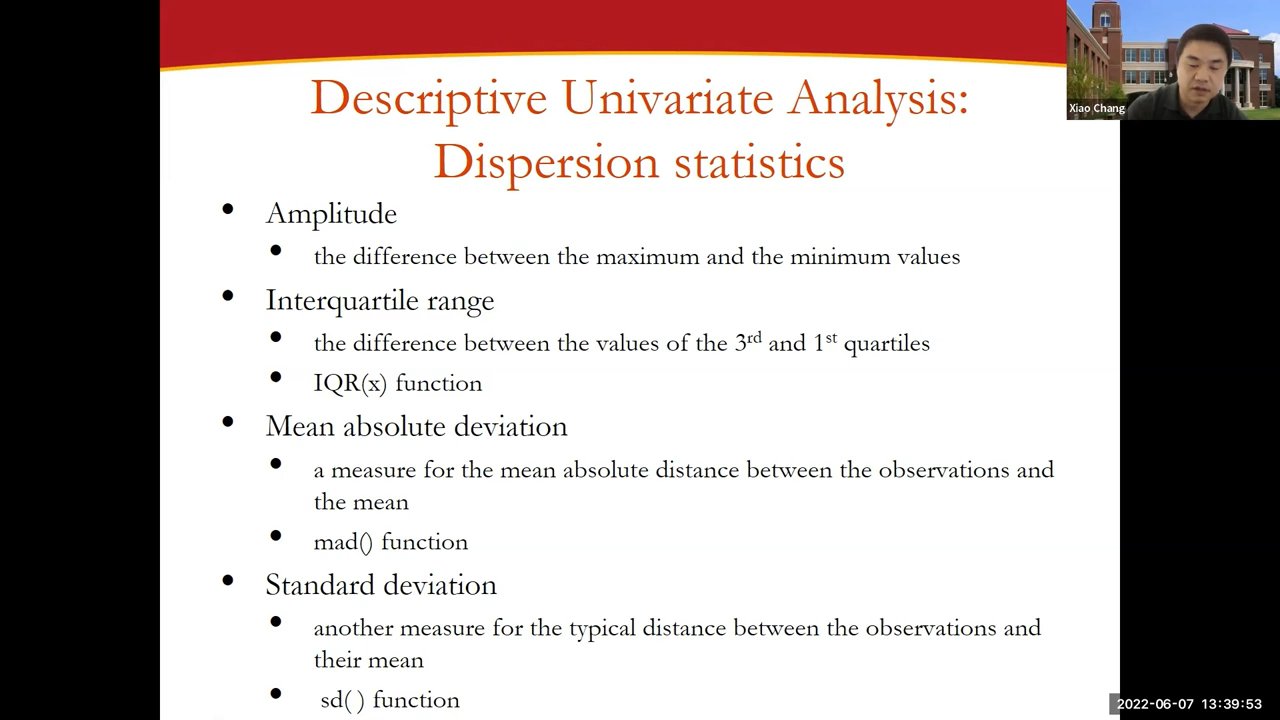 Descriptive Univariate Analysis:
Dispersion statistics
Xiao Chang
• Amplitude
• the difference between the maximum and the minimum values
• Interquartile range
• the difference between the values of the 3rd and 1st quartiles
• IQR(x) function
• Mean absolute deviation
• a measure for the mean absolute distance between the observations and
the mean
• mad() function
• Standard deviation
• another measure for the typical distance between the observations and
their mean
• sd( ) function
2022-06-07 13:39:53